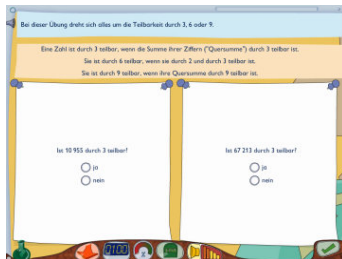 Bei dieser Übung dreht sich alles um die Teilbarkeit durch 3, 6 oder 9.
Eine Zahl ist durch 3 teilbar, wenn die Summe ihrer Ziffern ("Quersumme") durch 3 teilbar ist.
Sie ist durch 6 teilbar, wenn sie durch 2 und durch 3 teilbar ist.
Sie ist durch 9 teilbar, wenn ihre Quersumme durch 9 teilbar ist.
Ist 10 955 durch 3 teilbar?
ja
nein
Ist 67 213 durch 3 teilbar?
ja
nein